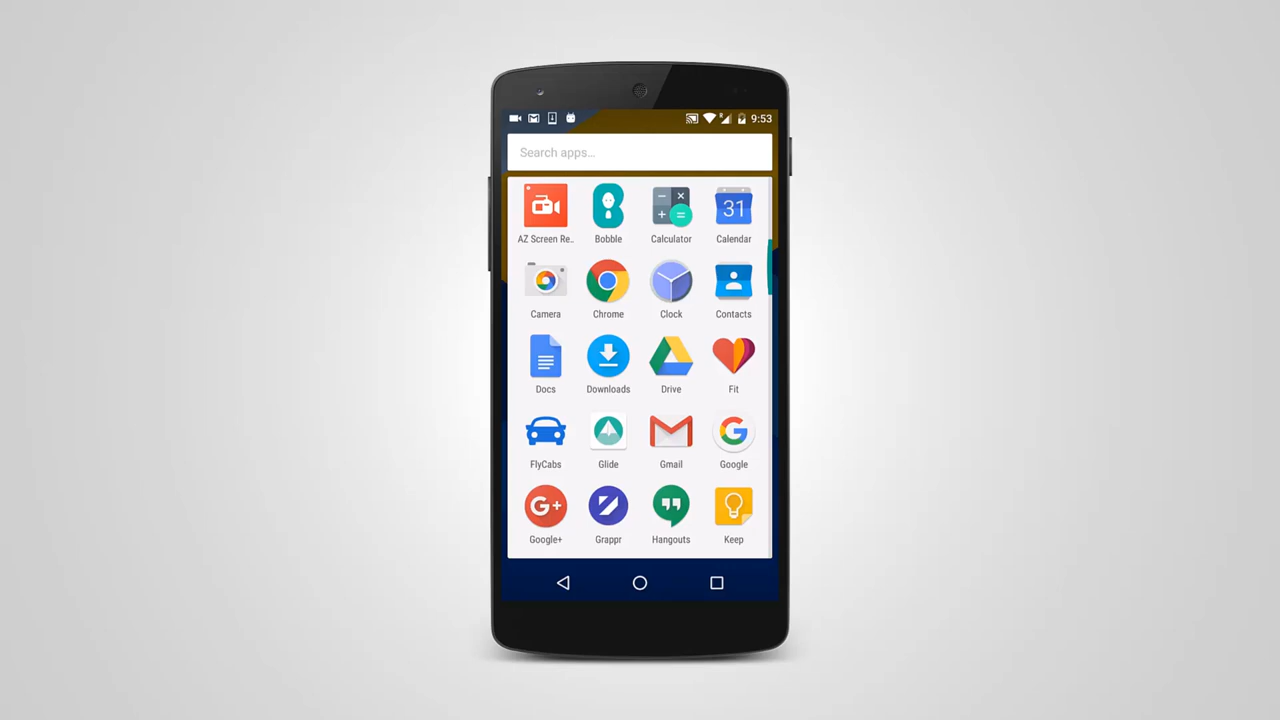 9:53
Search apps...
AZ Screen Re..
Bobble
Calculator
31
Calendar
Camera
Chrome
Clock
Contacts
Docs
Downloads
Drive
Fit
FlyCabs
Glide
Gmail
Google
G+
Google+
Grappr
Hangouts
Keep